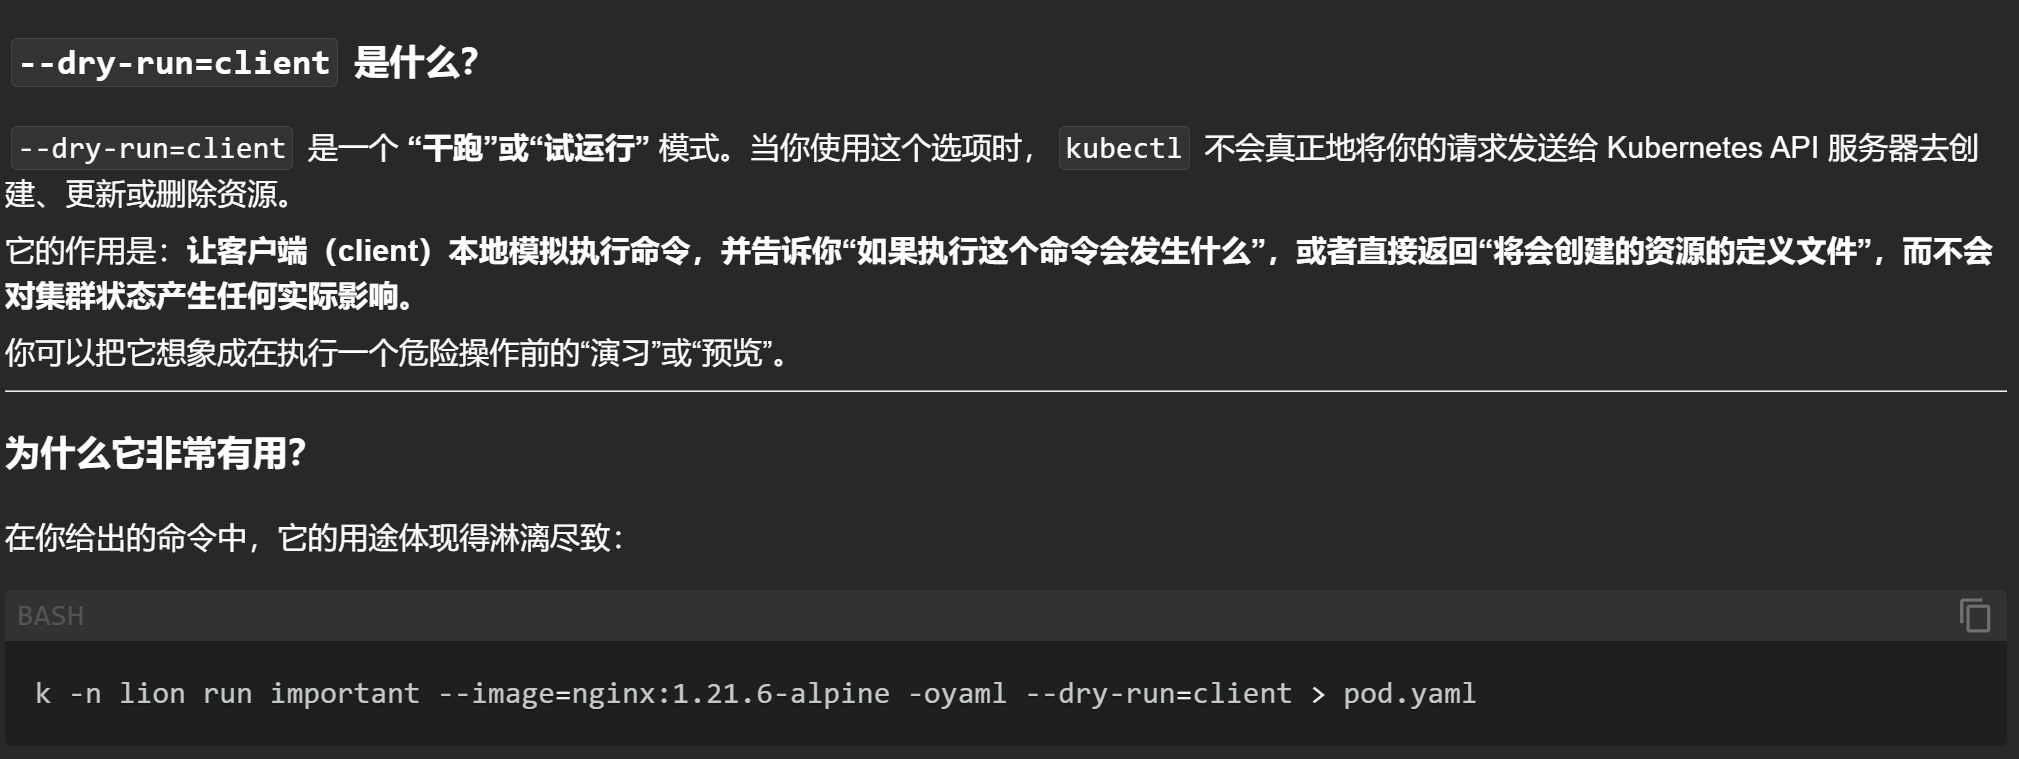 --dry-run=client 是什么？
--dry-run=client 是一个 “干跑”或“试运行” 模式。当你使用这个选项时， kubectl 不会真正地将你的请求发送给 Kubernetes API 服务器去创
建、更新或删除资源。
它的作用是：让客户端（client）本地模拟执行命令，并告诉你“如果执行这个命令会发生什么”，或者直接返回“将会创建的资源的定义文件”，而不会
对集群状态产生任何实际影响。
你可以把它想象成在执行一个危险操作前的“演习”或“预览”。
为什么它非常有用？
在你给出的命令中，它的用途体现得淋漓尽致：
BASH
k -n lion run important --image=nginx:1.21.6-alpine -oyaml --dry-run=client > pod.yaml